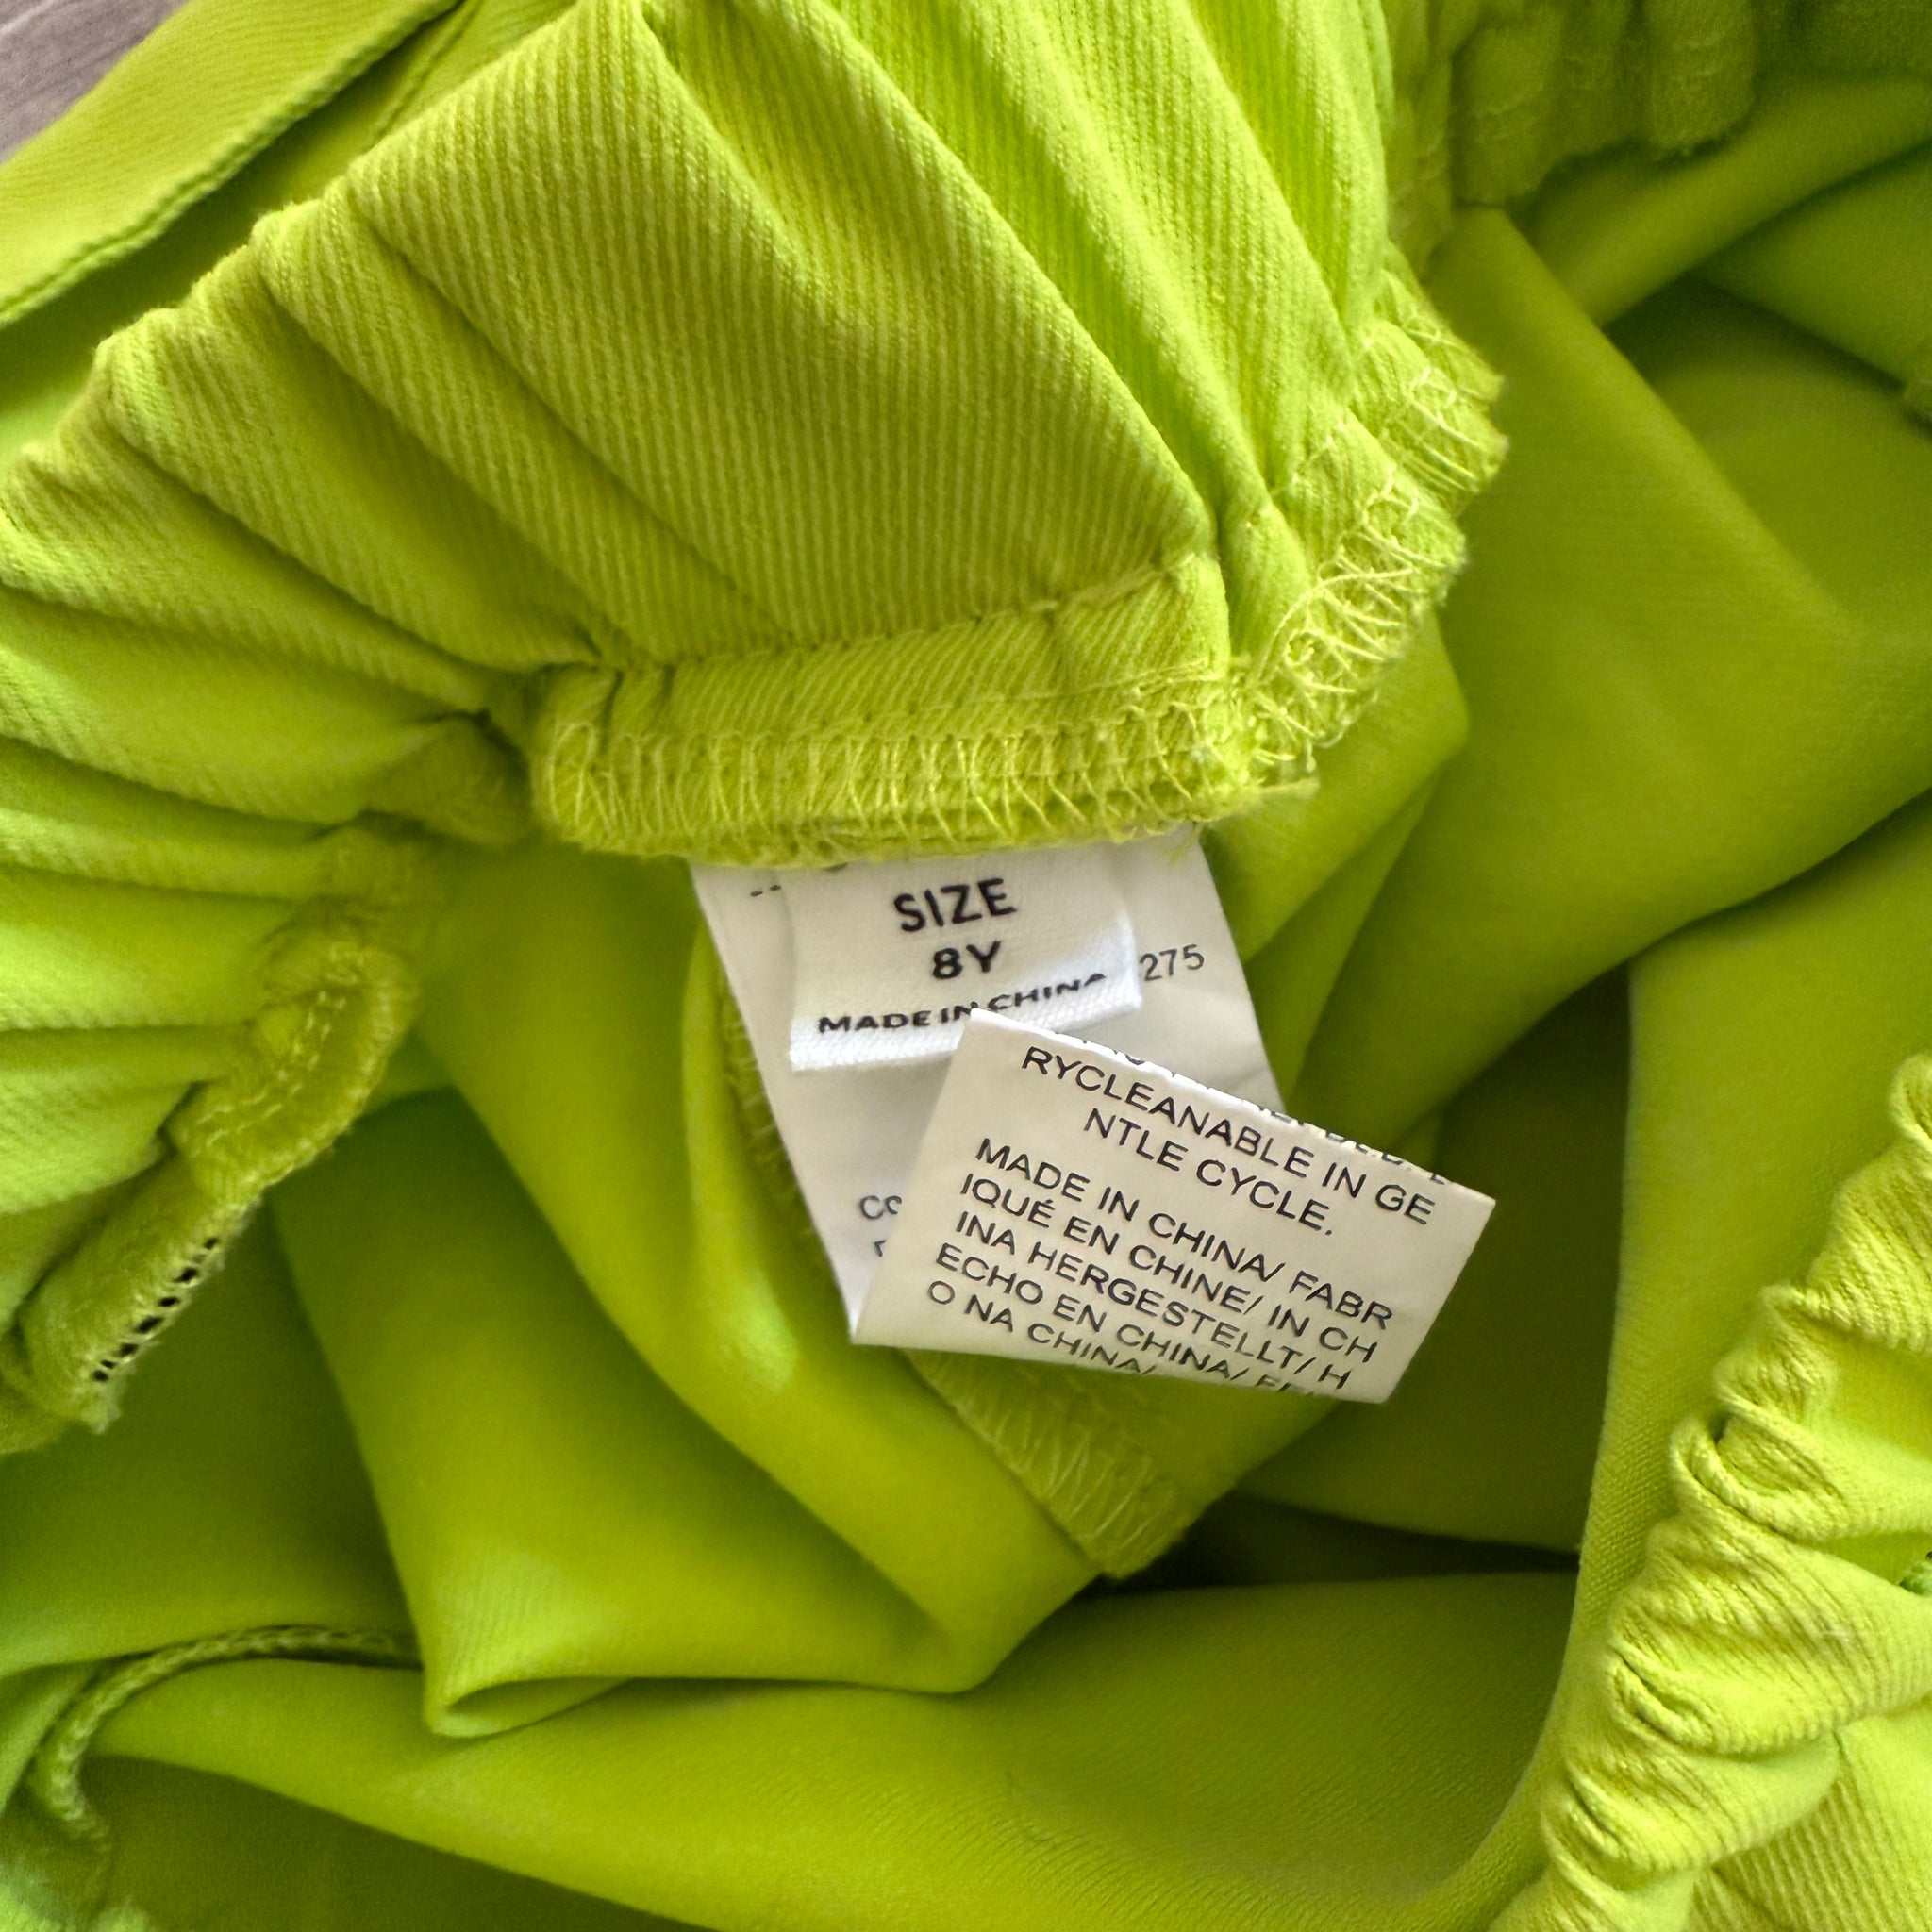 SIZE
8Y
MADE IN CHINA
275
RYCLEANABLE IN GE
NTLE CYCLE.
MADE IN CHINA/ FABR
IQUÉ EN CHINE/ IN CH
INA HERGESTELLT/ H
ECHO EN CHINA/
O NA CHINA/